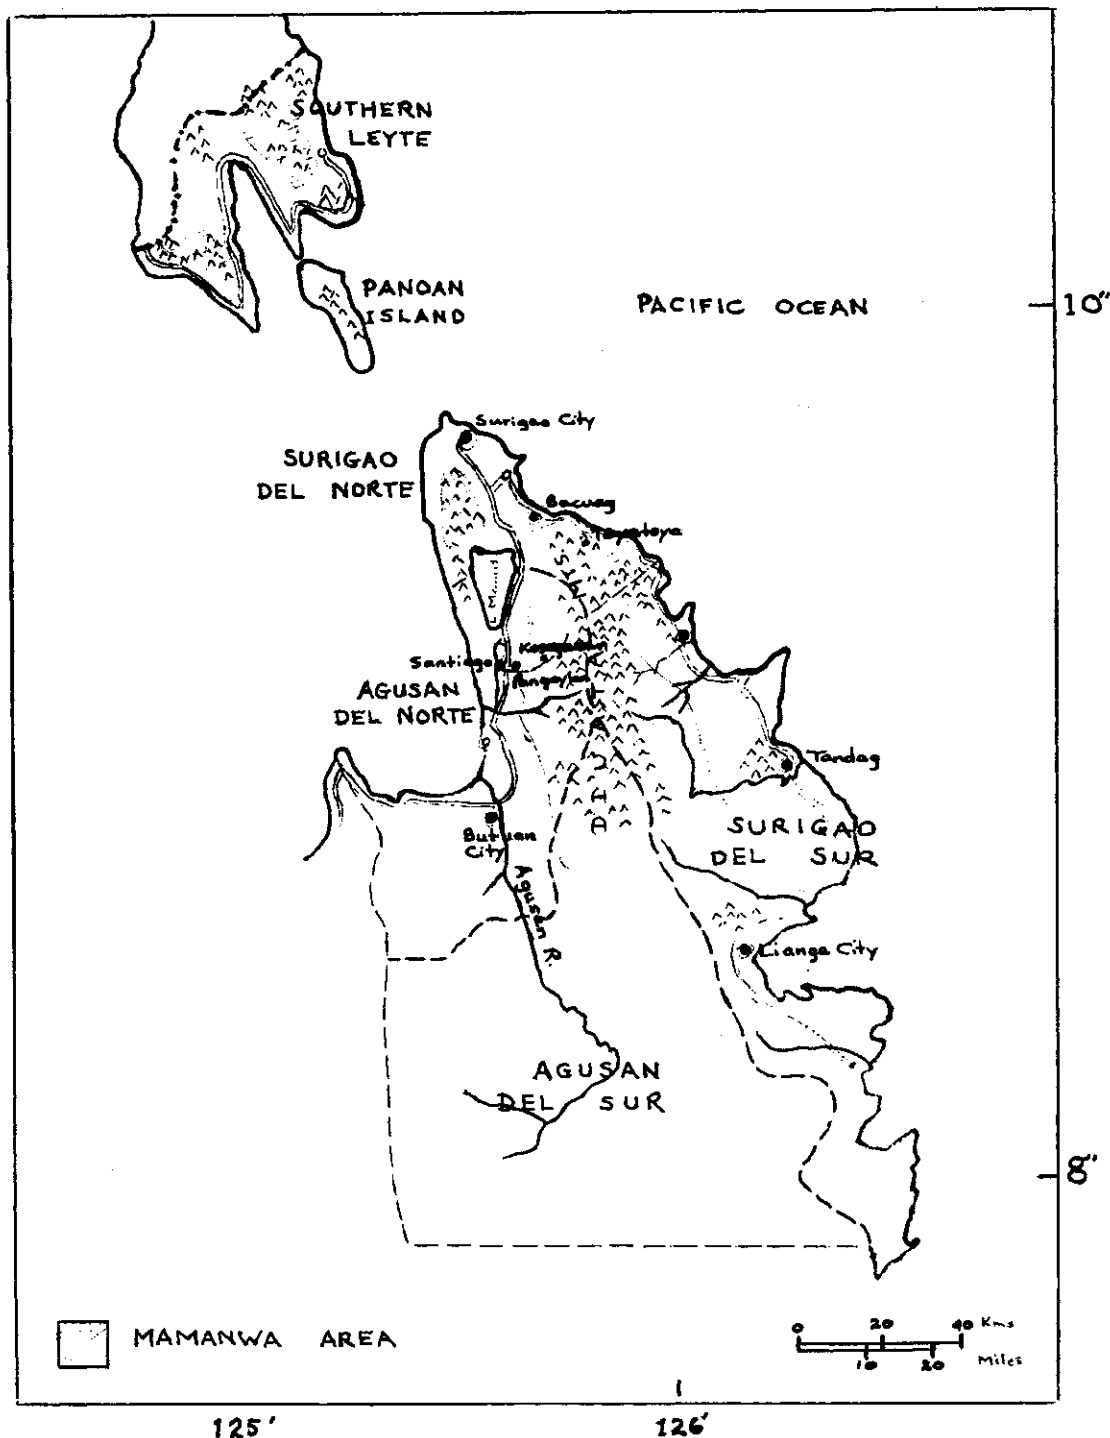 SOUTHERN
LEYTE
PANOAN
ISLAND
PACIFIC OCEAN
10"
Surigao City
SURIGAO
DEL NORTE
Bacuag
Santiago
AGUSAN
DEL NORTE
Tandag
Butuan
City
SURIGAO
DEL SUR
Agusan R.
Lianga City
AGUSAN
DEL SUR
8"
MAMANWA AREA
0 20 40 Kms
10 20 Miles
125' 126'